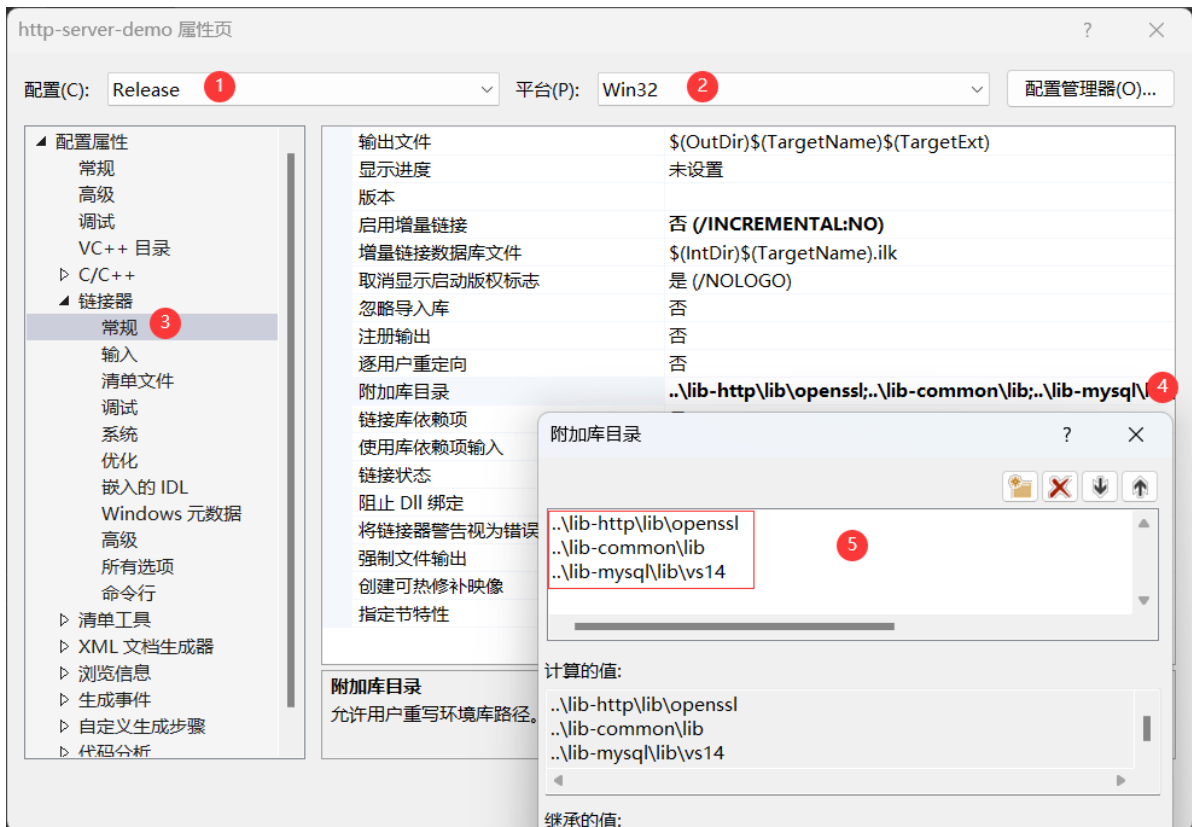 http-server-demo 属性页
配置(C): Release 1 平台(P): Win32 2 配置管理器(O)...
配置属性
常规
高级
调试
VC++ 目录
C/C++
链接器
常规 3
输入
清单文件
调试
系统
优化
嵌入的 IDL
Windows 元数据
高级
所有选项
命令行
清单工具
XML 文档生成器
浏览信息
生成事件
自定义生成步骤
代码分析
输出文件 $(OutDir)$(TargetName)$(TargetExt)
显示进度 未设置
版本
启用增量链接 否 (/INCREMENTAL:NO)
增量链接数据库文件 $(IntDir)$(TargetName).ilk
取消显示启动版权标志 是 (/NOLOGO)
忽略导入库 否
注册输出 否
逐用户重定向 否
附加库目录 ..\lib-http\lib\openssl;..\lib-common\lib;..\lib-mysql\l 4
链接库依赖项
使用库依赖项输入
链接状态
阻止 Dll 绑定
将链接器警告视为错误
强制文件输出
创建可热修补映像
指定节特性
附加库目录
允许用户重写环境库路径。
附加库目录 ?
..\lib-http\lib\openssl
..\lib-common\lib 5
..\lib-mysql\lib\vs14
计算的值:
..\lib-http\lib\openssl
..\lib-common\lib
..\lib-mysql\lib\vs14
继承的值: